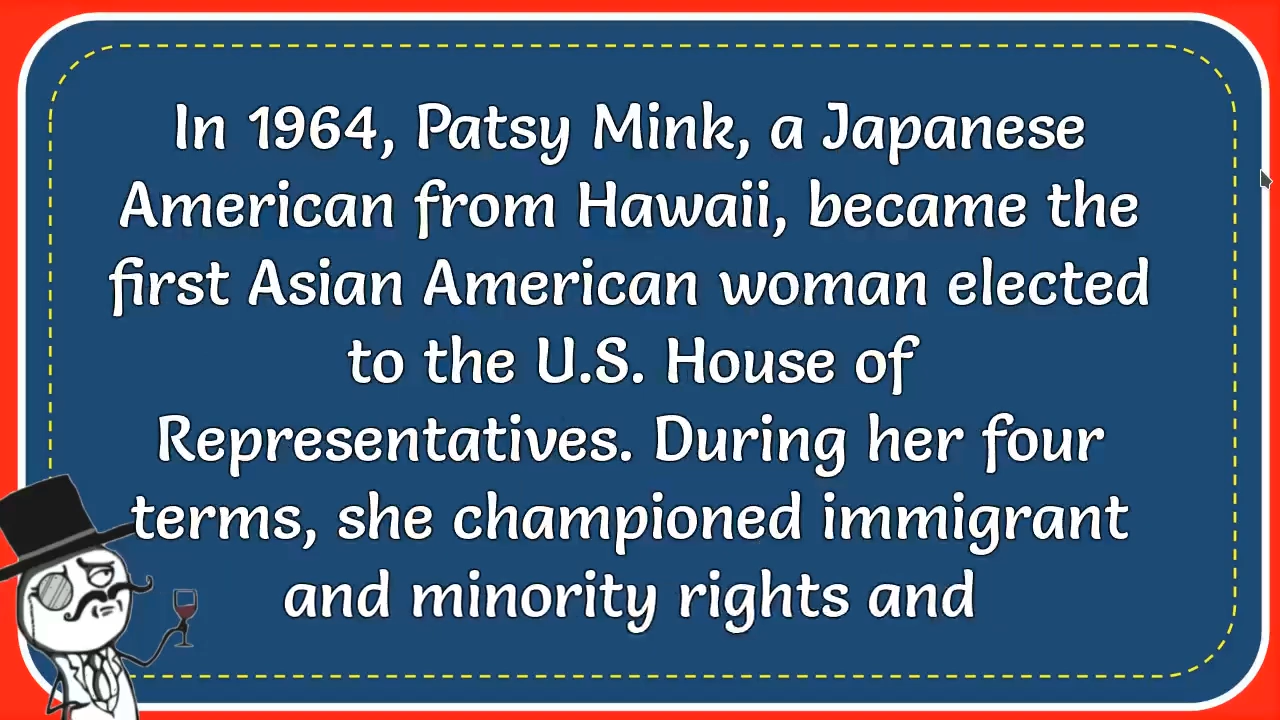 In 1964, Patsy Mink, a Japanese
American from Hawaii, became the
first Asian American woman elected
to the U.S. House of
Representatives. During her four
terms, she championed immigrant
and minority rights and